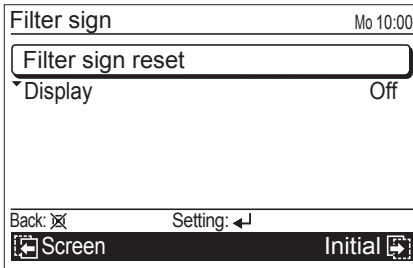 Filter sign Mo 10:00
Filter sign reset
Display Off
Back: Setting:
Screen Initial